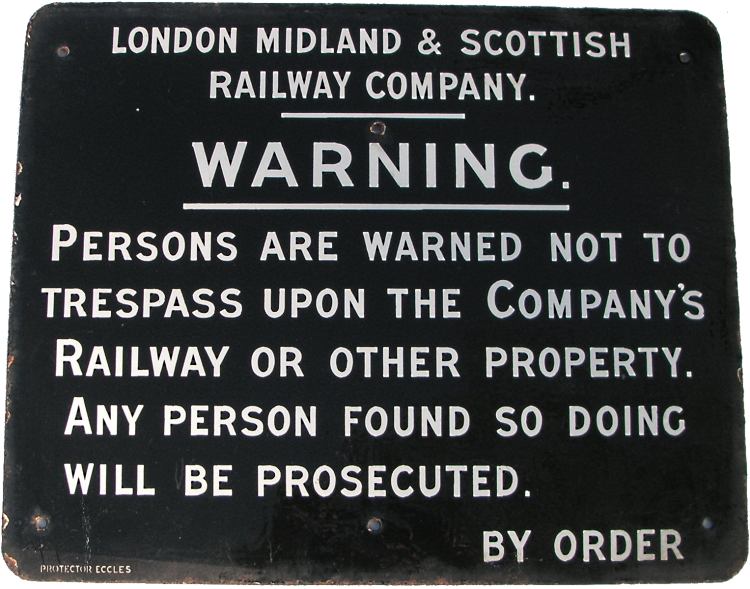 LONDON MIDLAND & SCOTTISH
RAILWAY COMPANY.
WARNING.
PERSONS ARE WARNED NOT TO
TRESPASS UPON THE COMPANY'S
RAILWAY OR OTHER PROPERTY.
ANY PERSON FOUND SO DOING
WILL BE PROSECUTED.
BY ORDER
PROTECTOR ECCLES